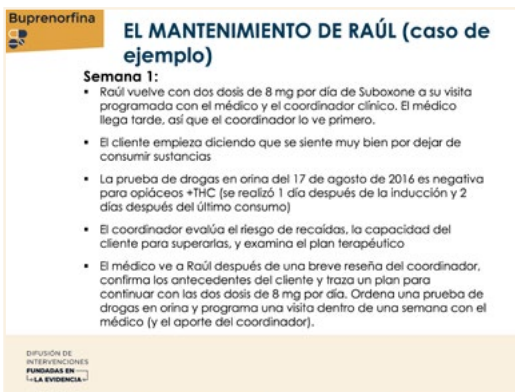 Buprenorfina
EL MANTENIMIENTO DE RAÚL (caso de
ejemplo)
Semana 1:
▪ Raúl vuelve con dos dosis de 8 mg por día de Suboxone a su visita
programada con el médico y el coordinador clínico. El médico
llega tarde, así que el coordinador lo ve primero.
▪ El cliente empieza diciendo que se siente muy bien por dejar de
consumir sustancias
▪ La prueba de drogas en orina del 17 de agosto de 2016 es negativa
para opiáceos +THC (se realizó 1 día después de la inducción y 2
días después del último consumo)
▪ El coordinador evalúa el riesgo de recaídas, la capacidad del
cliente para superarlas, y examina el plan terapéutico
▪ El médico ve a Raúl después de una breve reseña del coordinador,
confirma los antecedentes del cliente y traza un plan para
continuar con las dos dosis de 8 mg por día. Ordena una prueba de
drogas en orina y programa una visita dentro de una semana con el
médico (y el aporte del coordinador).
DIFUSIÓN DE
INTERVENCIONES
FUNDADAS EN
LA EVIDENCIA